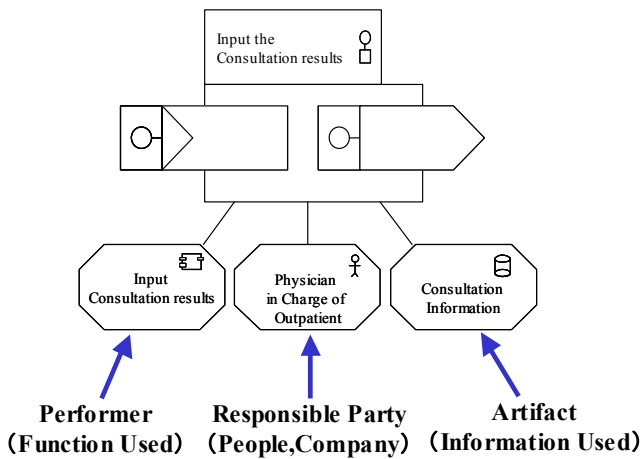 Input the
Consultation results
Input
Consultation results
Physician
in Charge of
Outpatient
Consultation
Information
Performer
（Function Used）
Responsible Party
（People,Company）
Artifact
（Information Used）